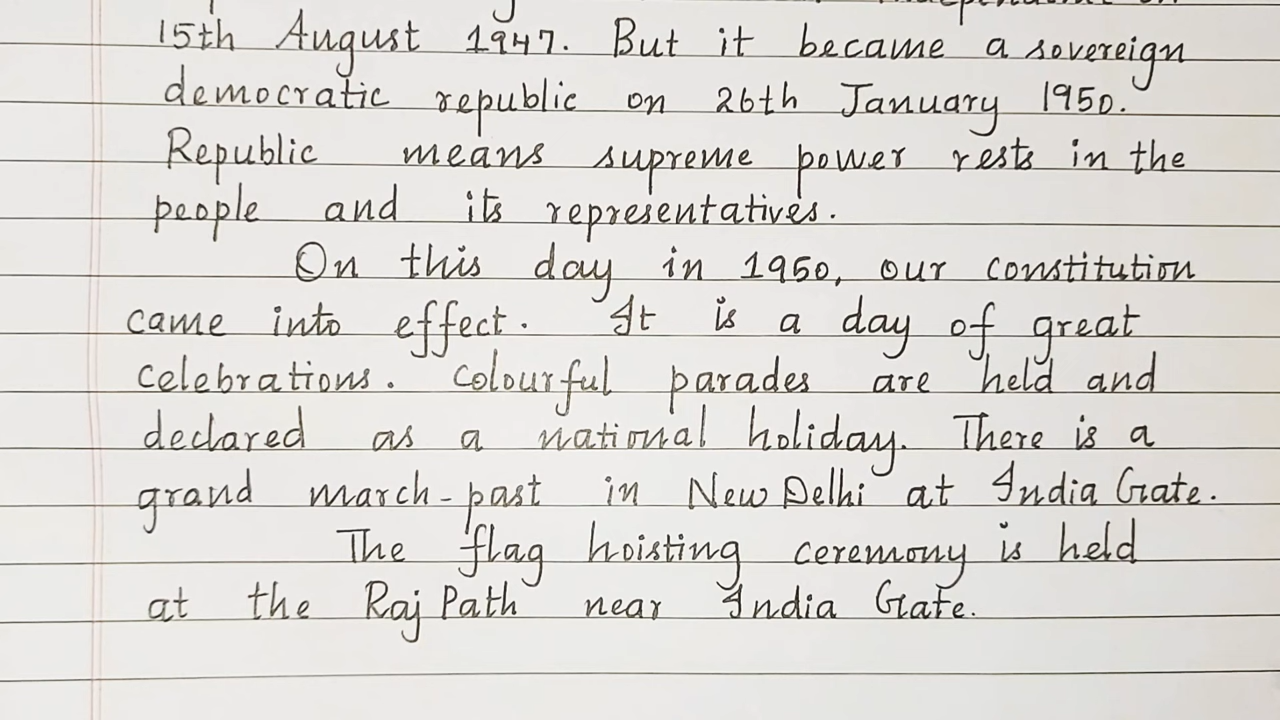 15th August 1947. But it became a sovereign
democratic republic on 26th January 1950.
Republic means supreme power rests in the
people and its representatives.
On this day in 1950, our constitution
came into effect. It is a day of great
celebrations. Colourful parades are held and
declared as a national holiday. There is a
grand march-past in New Delhi at India Gate.
The flag hoisting ceremony is held
at the Raj Path near India Gate.